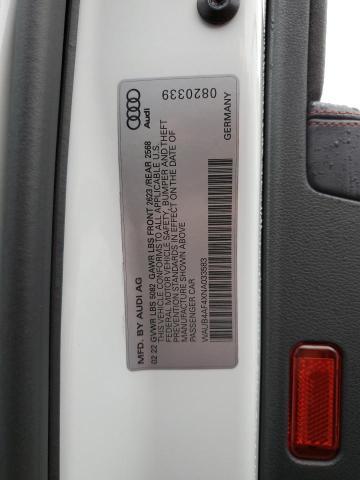 Audi
0820339
GERMANY
MFD. BY AUDI AG
02.22 GVWR LBS 5082 GAWR LBS FRONT 2623 /REAR 2568
THIS VEHICLE CONFORMS TO ALL APPLICABLE U.S.
FEDERAL MOTOR VEHICLE SAFETY, BUMPER AND THEFT
PREVENTION STANDARDS IN EFFECT ON THE DATE OF
MANUFACTURE SHOWN ABOVE
PASSENGER CAR
WAUB4AF4XNA033583